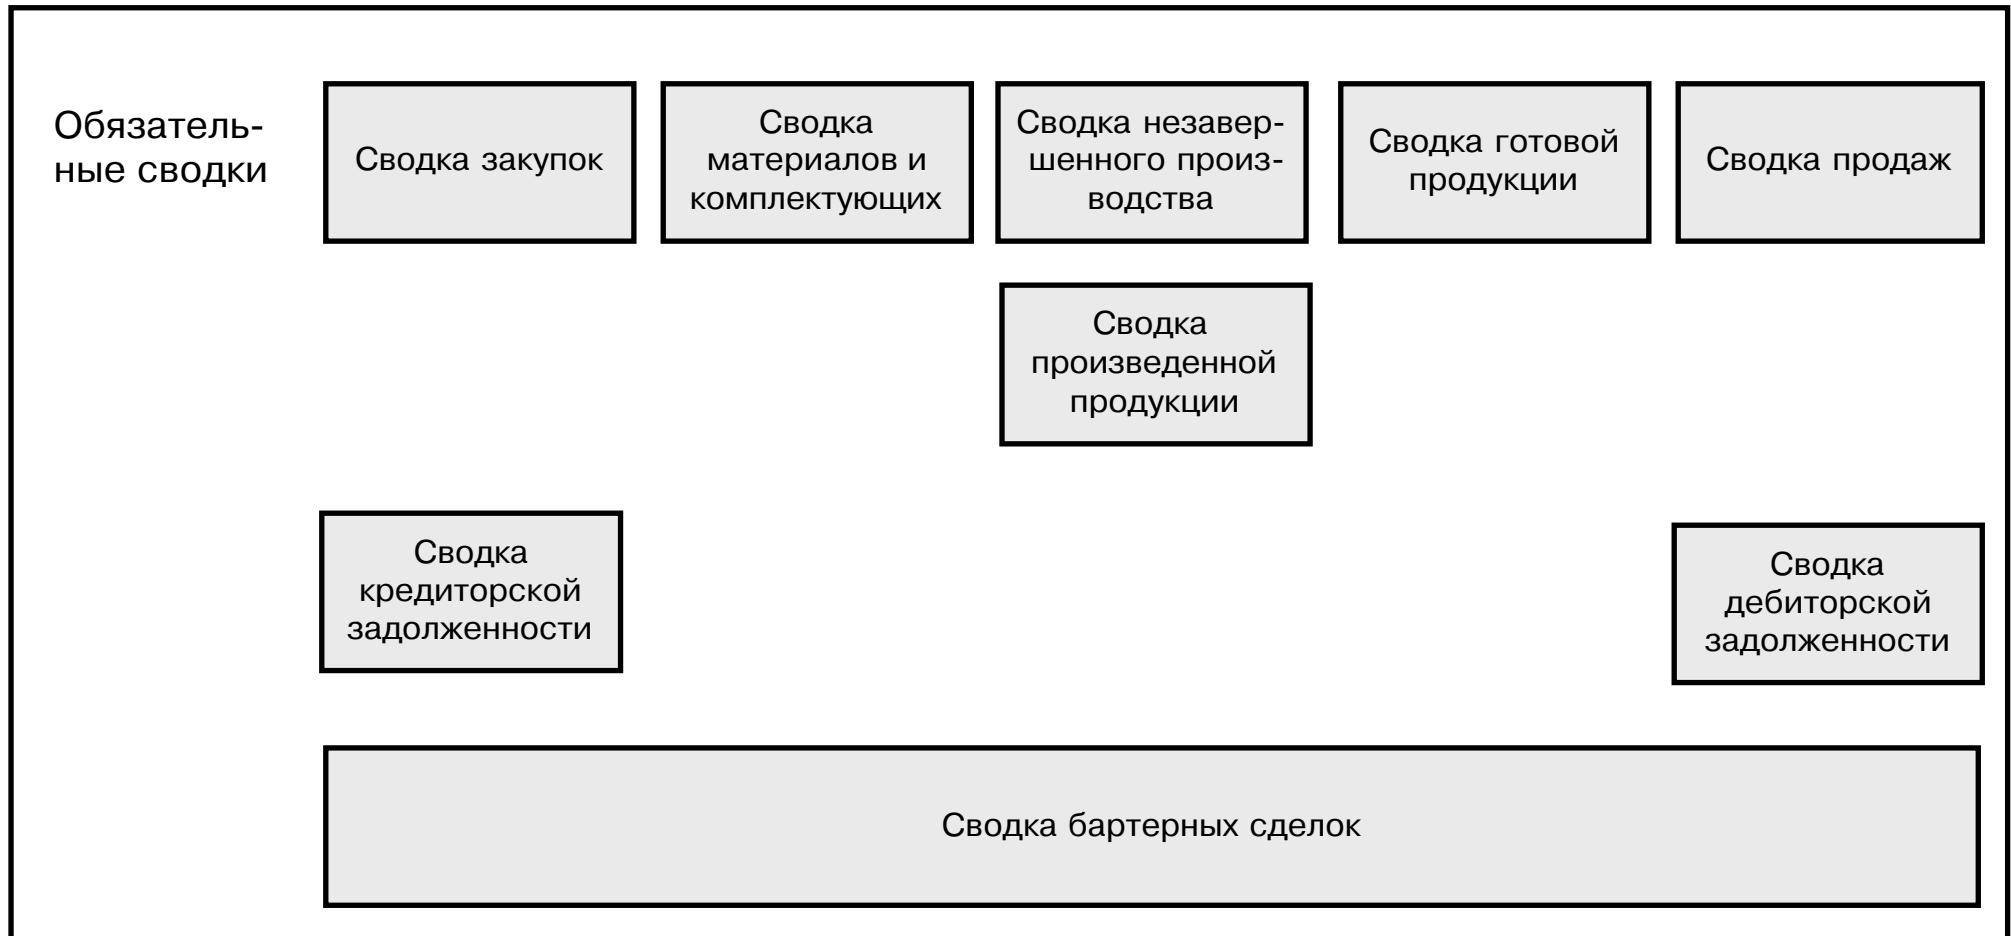 Обязатель-
ные сводки
Сводка закупок
Сводка
материалов и
комплектующих
Сводка незавер-
шенного произ-
водства
Сводка готовой
продукции
Сводка продаж
Сводка
произведенной
продукции
Сводка
кредиторской
задолженности
Сводка
дебиторской
задолженности
Сводка бартерных сделок